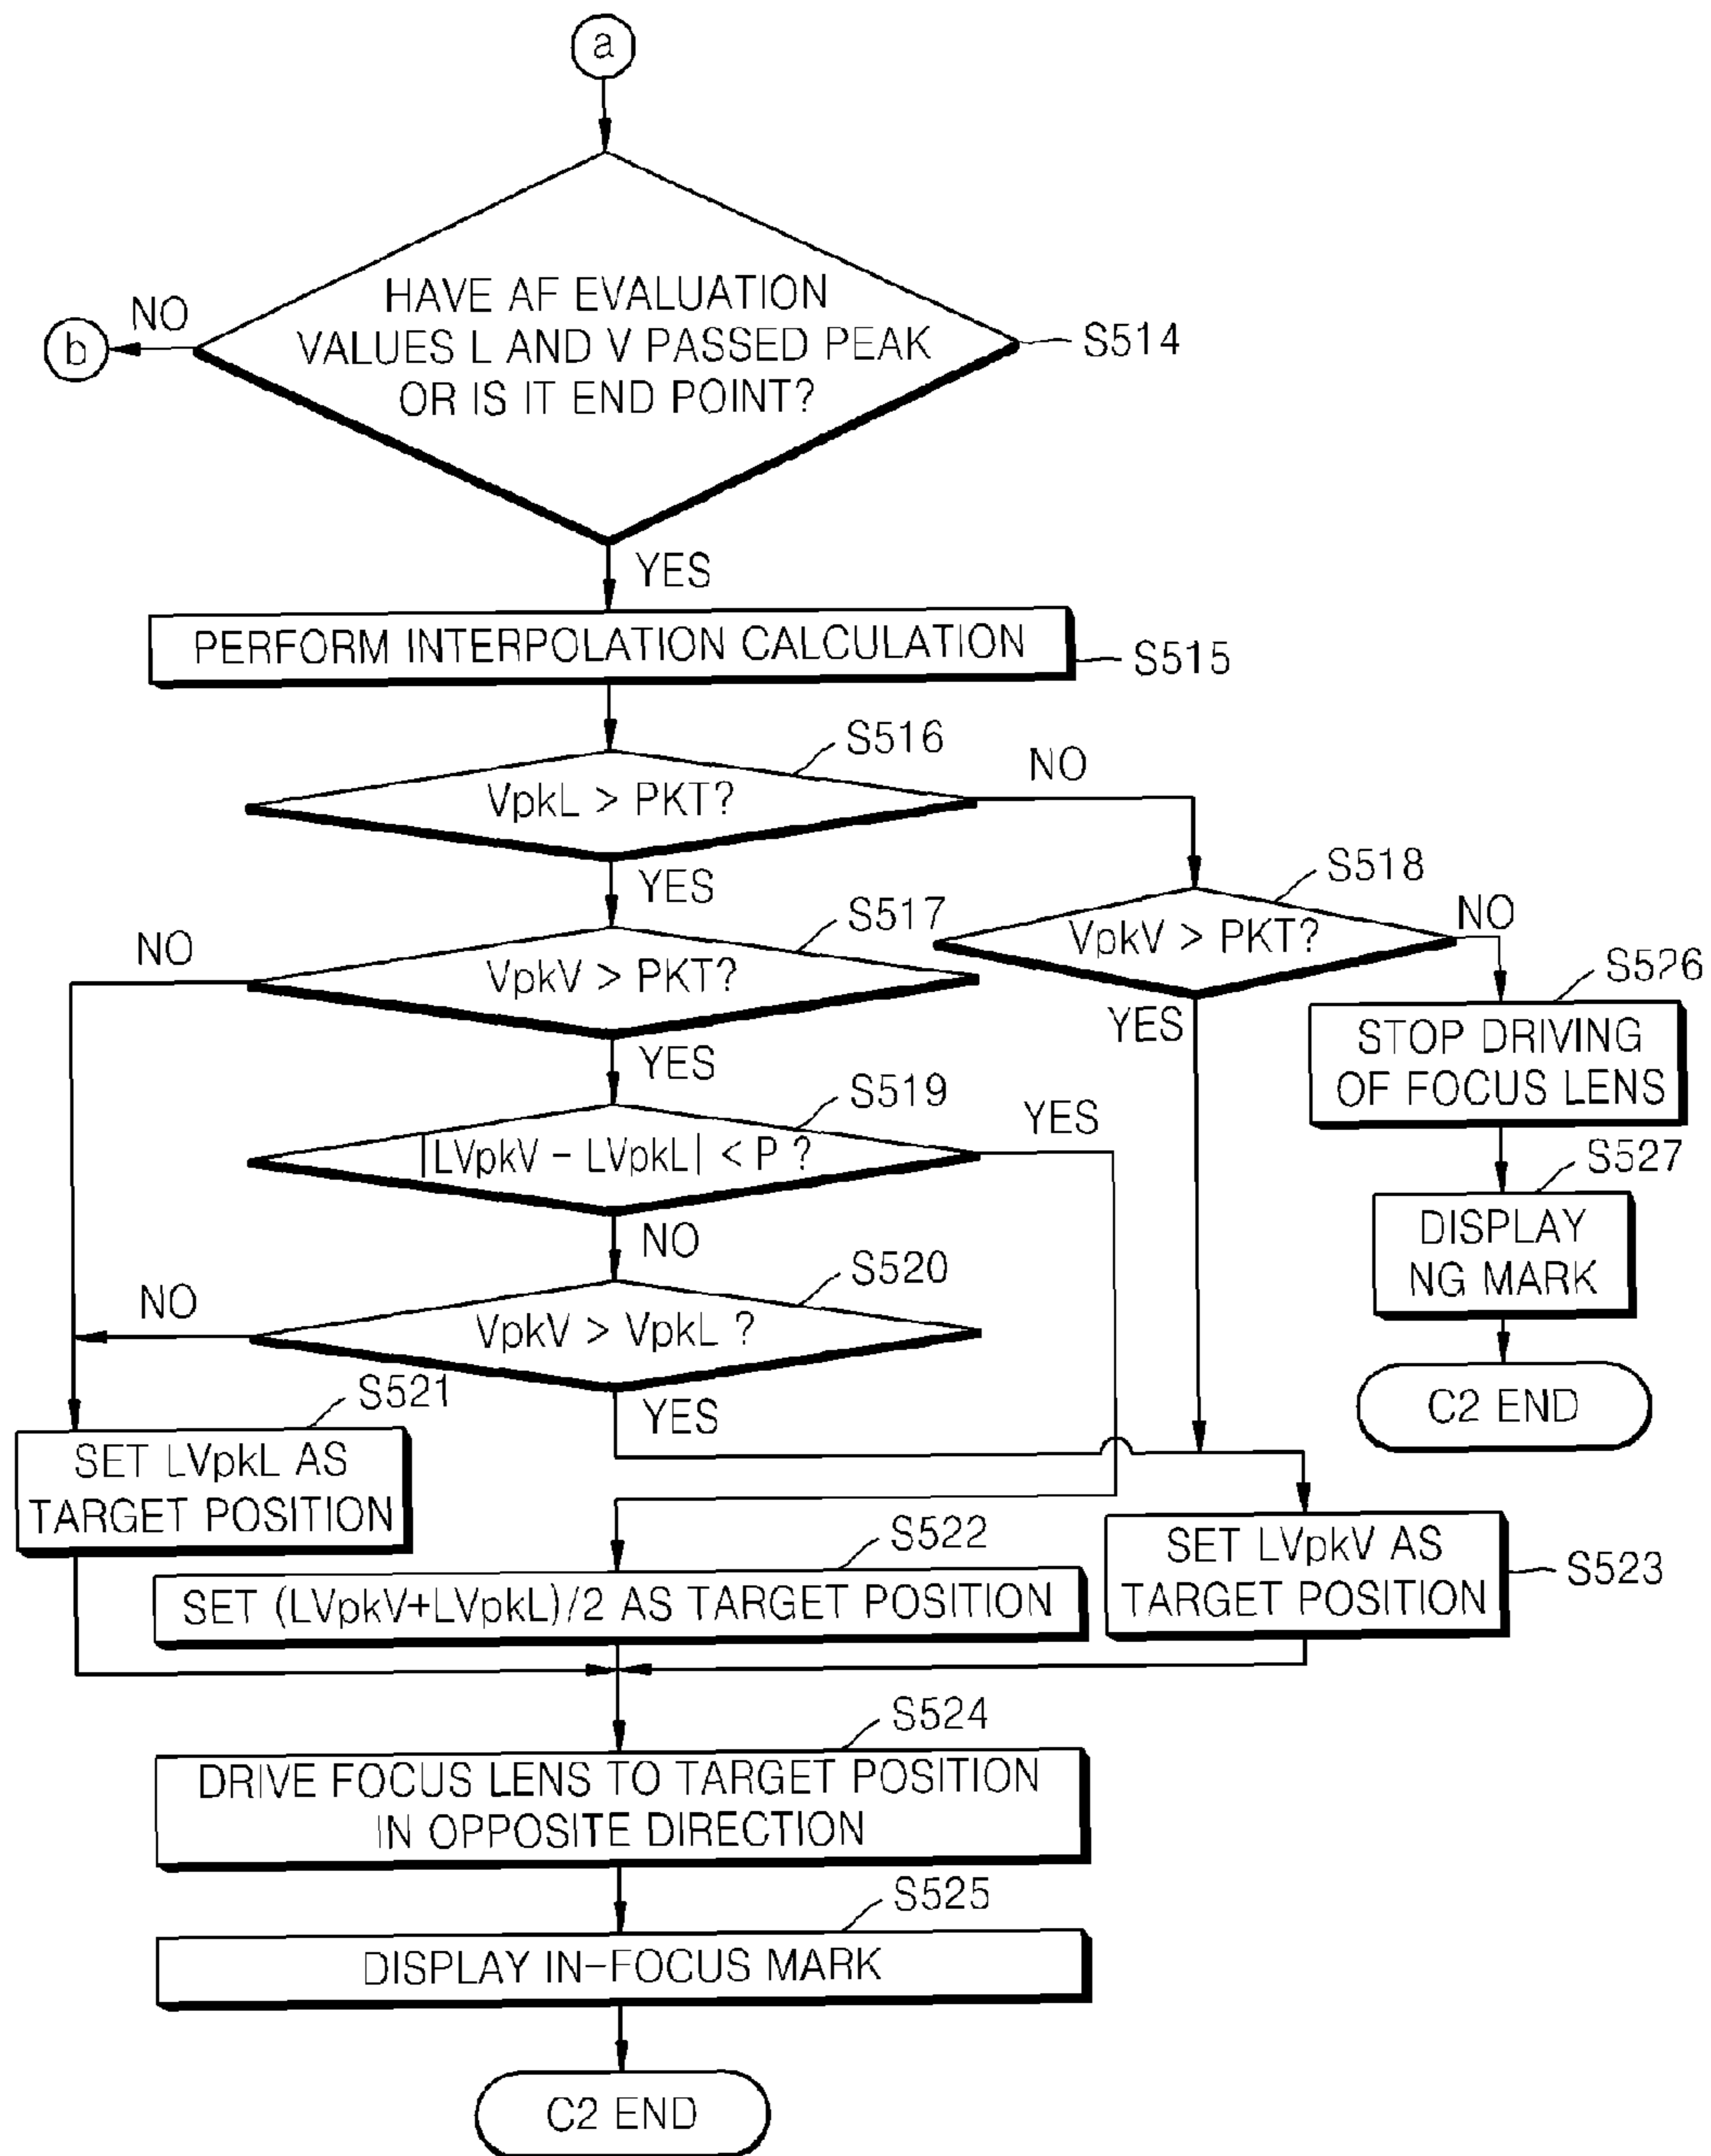 a
HAVE AF EVALUATION
VALUES L AND V PASSED PEAK
OR IS IT END POINT?
S514
NO
b
YES
PERFORM INTERPOLATION CALCULATION
S515
S516
VpkL > PKT?
NO
YES
S517
VpkV > PKT?
NO
YES
S518
VpkV > PKT?
NO
YES
S526
STOP DRIVING
OF FOCUS LENS
S527
DISPLAY
NG MARK
C2 END
S519
|LVpkV - LVpkL| < P ?
YES
NO
S520
VpkV > VpkL ?
NO
YES
S521
SET LVpkL AS
TARGET POSITION
S522
SET (LVpkV+LVpkL)/2 AS TARGET POSITION
SET LVpkV AS
TARGET POSITION
S523
S524
DRIVE FOCUS LENS TO TARGET POSITION
IN OPPOSITE DIRECTION
S525
DISPLAY IN-FOCUS MARK
C2 END